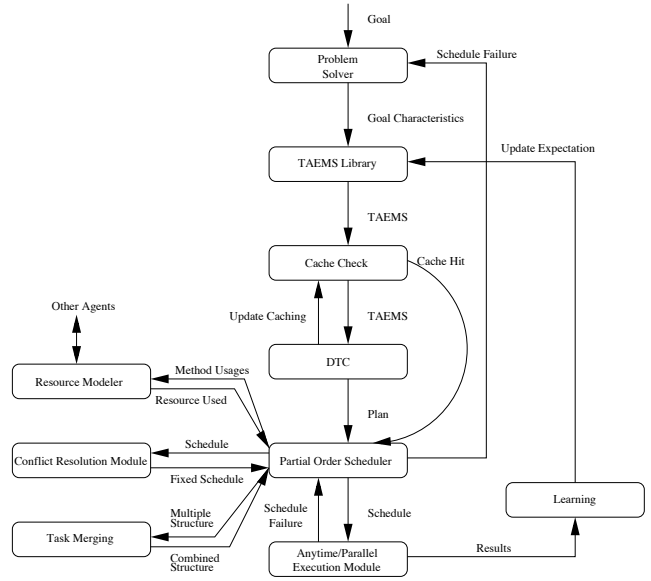 Goal
Problem
Solver
Schedule Failure
Goal Characteristics
TAEMS Library
Update Expectation
TAEMS
Cache Check
Cache Hit
Other Agents
Update Caching
TAEMS
DTC
Resource Modeler
Method Usages
Resource Used
Plan
Conflict Resolution Module
Schedule
Fixed Schedule
Partial Order Scheduler
Learning
Multiple
Structure
Schedule
Failure
Schedule
Task Merging
Combined
Structure
Anytime/Parallel
Execution Module
Results